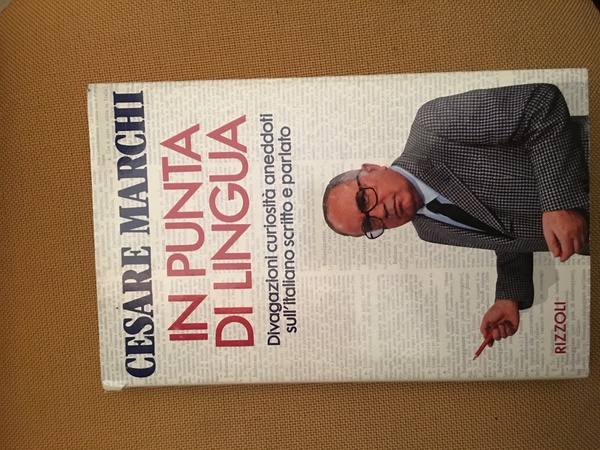 CESARE MARCHI
IN PUNTA
DI LINGUA
Divagazioni curiosità aneddoti
sull'italiano scritto e parlato
RIZZOLI